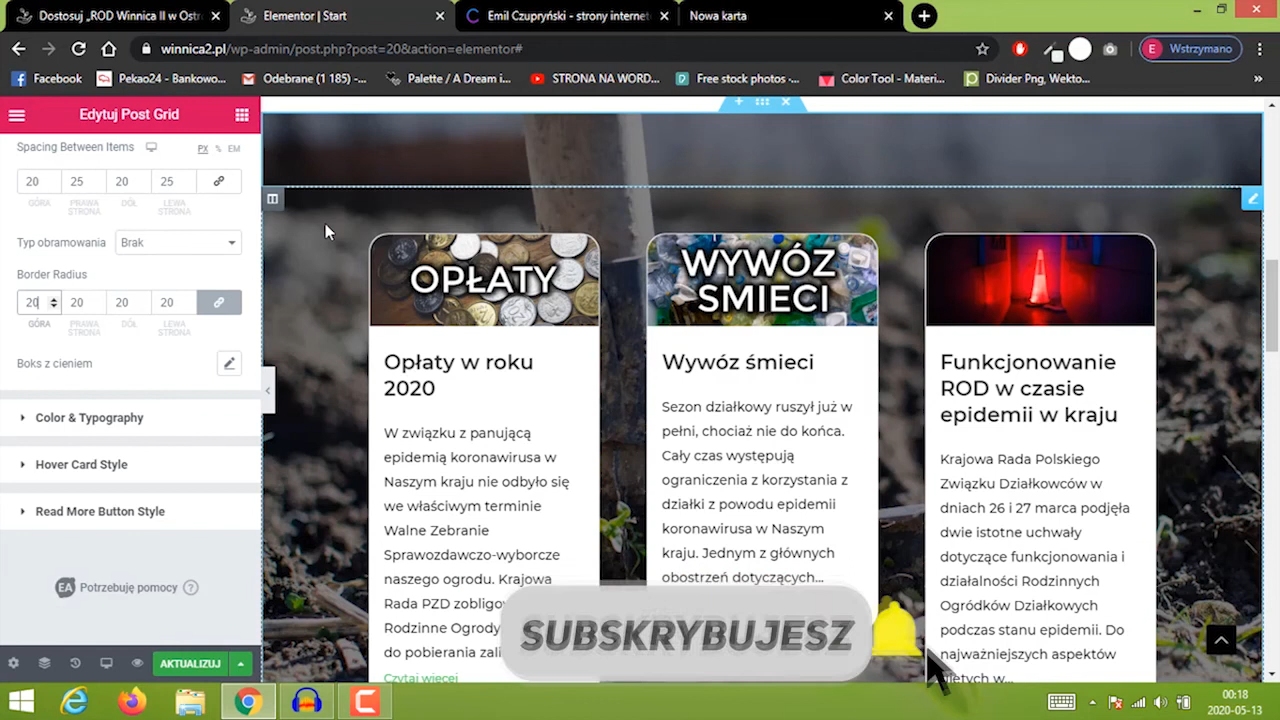 Dostosuj „ROD Winnica II w Ostr
Elementor | Start
Emil Czupryński - strony internet
Nowa karta
winnica2.pl/wp-admin/post.php?post=20&action=elementor#
E Wstrzymano
Facebook
Pekao24 - Bankowo...
Odebrane (1 185) -...
Palette / A Dream i...
STRONA NA WORD...
Free stock photos -...
Color Tool - Materi...
Divider Png, Wekto...
Edytuj Post Grid
Spacing Between Items
PX % EM
20 25 20 25
GÓRA PRAWA STRONA DÓŁ LEWA STRONA
Typ obramowania Brak
Border Radius
20 20 20 20
GÓRA PRAWA STRONA DÓŁ LEWA STRONA
Boks z cieniem
Color & Typography
Hover Card Style
Read More Button Style
EA Potrzebuję pomocy ?
AKTUALIZUJ
OPŁATY
Opłaty w roku
2020
W związku z panującą
epidemią koronawirusa w
Naszym kraju nie odbyło się
we właściwym terminie
Walne Zebranie
Sprawozdawczo-wyborcze
naszego ogrodu. Krajowa
Rada PZD zobligo
Rodzinne Ogrody
do pobierania zali
Czytaj więcej
WYWÓZ
SMIECI
Wywóz śmieci
Sezon działkowy ruszył już w
pełni, chociaż nie do końca.
Cały czas występują
ograniczenia z korzystania z
działki z powodu epidemii
koronawirusa w Naszym
kraju. Jednym z głównych
obostrzeń dotyczących...
Funkcjonowanie
ROD w czasie
epidemii w kraju
Krajowa Rada Polskiego
Związku Działkowców w
dniach 26 i 27 marca podjęła
dwie istotne uchwały
dotyczące funkcjonowania i
działalności Rodzinnych
Ogródków Działkowych
podczas stanu epidemii. Do
najważniejszych aspektów
jętych w...
SUBSKRYBUJESZ
00:18
2020-05-13